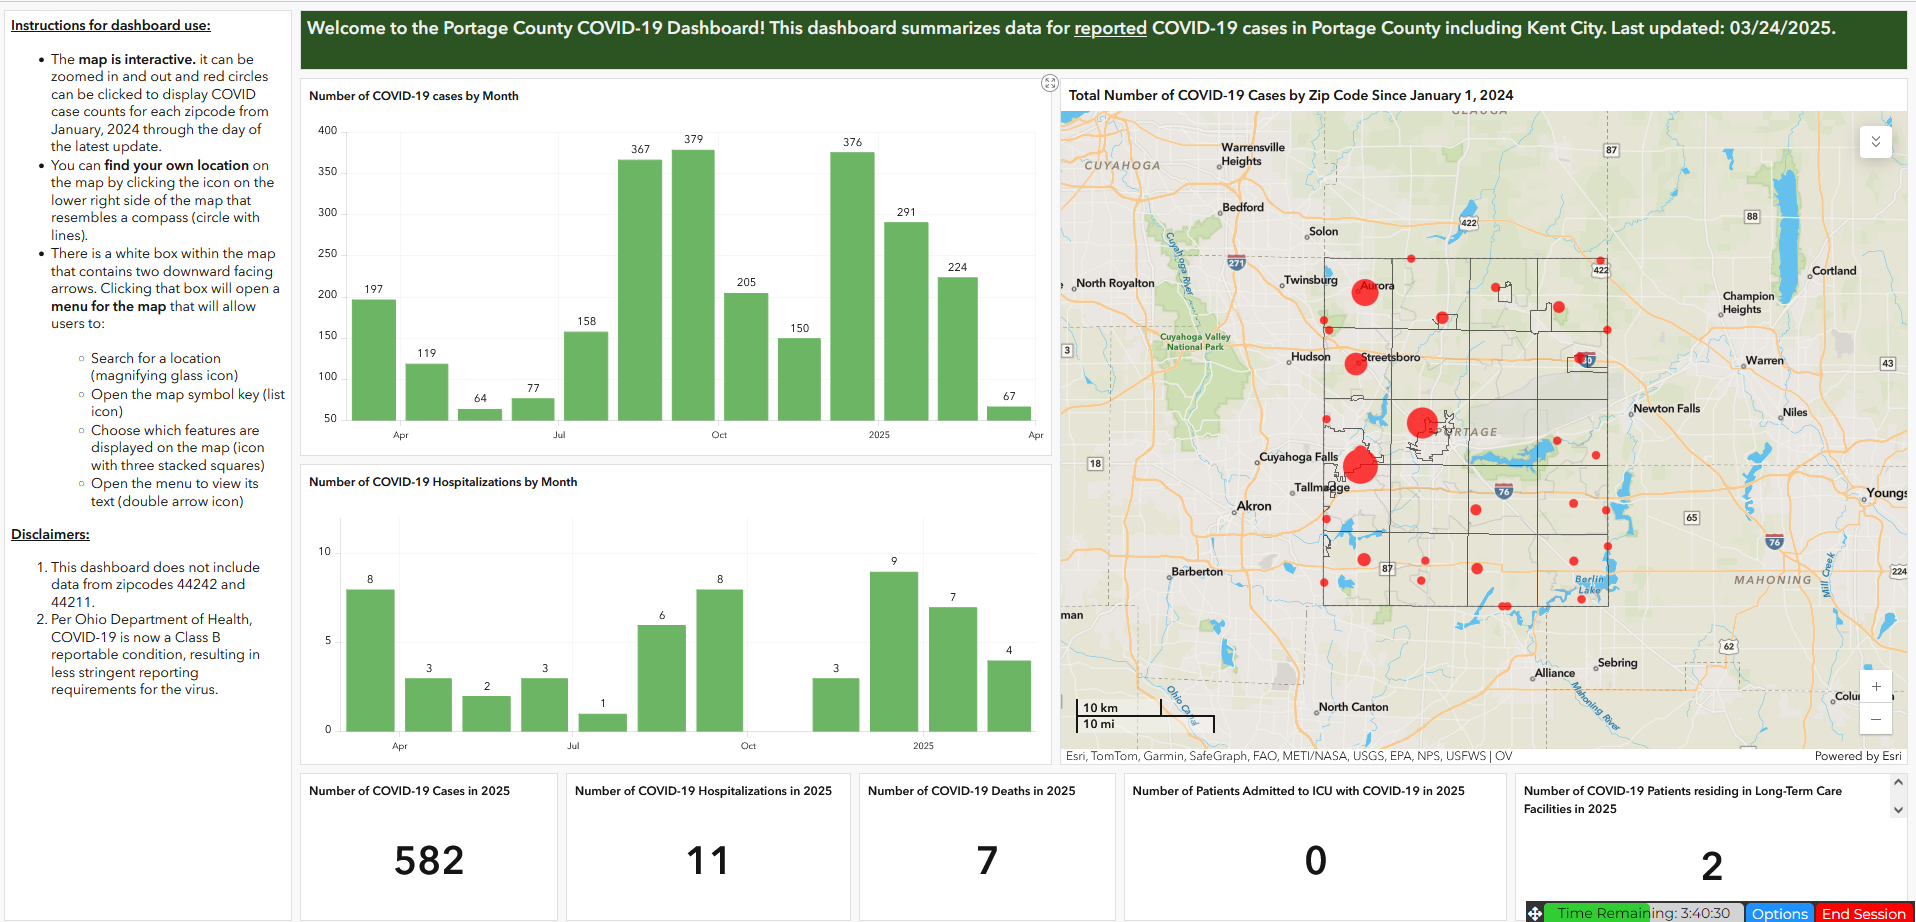 Instructions for dashboard use:
Welcome to the Portage County COVID-19 Dashboard! This dashboard summarizes data for reported COVID-19 cases in Portage County including Kent City. Last updated: 03/24/2025.
• The map is interactive. it can be
zoomed in and out and red circles
can be clicked to display COVID
case counts for each zipcode from
January, 2024 through the day of
the latest update.
• You can find your own location on
the map by clicking the icon on the
lower right side of the map that
resembles a compass (circle with
lines).
• There is a white box within the map
that contains two downward facing
arrows. Clicking that box will open a
menu for the map that will allow
users to:
○ Search for a location
(magnifying glass icon)
○ Open the map symbol key (list
icon)
○ Choose which features are
displayed on the map (icon
with three stacked squares)
○ Open the menu to view its
text (double arrow icon)
Disclaimers:
1. This dashboard does not include
data from zipcodes 44242 and
44211.
2. Per Ohio Department of Health,
COVID-19 is now a Class B
reportable condition, resulting in
less stringent reporting
requirements for the virus.
Number of COVID-19 cases by Month
400
350
300
250
200
150
100
50
197
119
64
77
158
367
379
205
150
376
291
224
67
Apr
Jul
Oct
2025
Apr
Number of COVID-19 Hospitalizations by Month
10
5
0
8
3
2
3
1
6
8
3
9
7
4
Apr
Jul
Oct
2025
Total Number of COVID-19 Cases by Zip Code Since January 1, 2024
Warrensville
Heights
CUYAHOGA
87
Bedford
88
422
Solon
271
422
Cortland
North Royalton
Twinsburg
Aurora
Champion
Heights
Cuyahoga Valley
National Park
Cuyahoga River
3
Hudson
Streetsboro
80
Warren
43
Newton Falls
Niles
PORTAGE
18
Cuyahoga Falls
Tallmadge
76
Youngs
Akron
65
76
Barberton
87
Berlin
Lake
MAHONING
Mill Creek
224
man
62
Sebring
Alliance
Mahoning River
Ohio Canal
North Canton
Colu
+
−
10 km
10 mi
Esri, TomTom, Garmin, SafeGraph, FAO, METI/NASA, USGS, EPA, NPS, USFWS | OV
Powered by Esri
Number of COVID-19 Cases in 2025
582
Number of COVID-19 Hospitalizations in 2025
11
Number of COVID-19 Deaths in 2025
7
Number of Patients Admitted to ICU with COVID-19 in 2025
0
Number of COVID-19 Patients residing in Long-Term Care
Facilities in 2025
2
Time Remaining: 3:40:30
Options
End Session